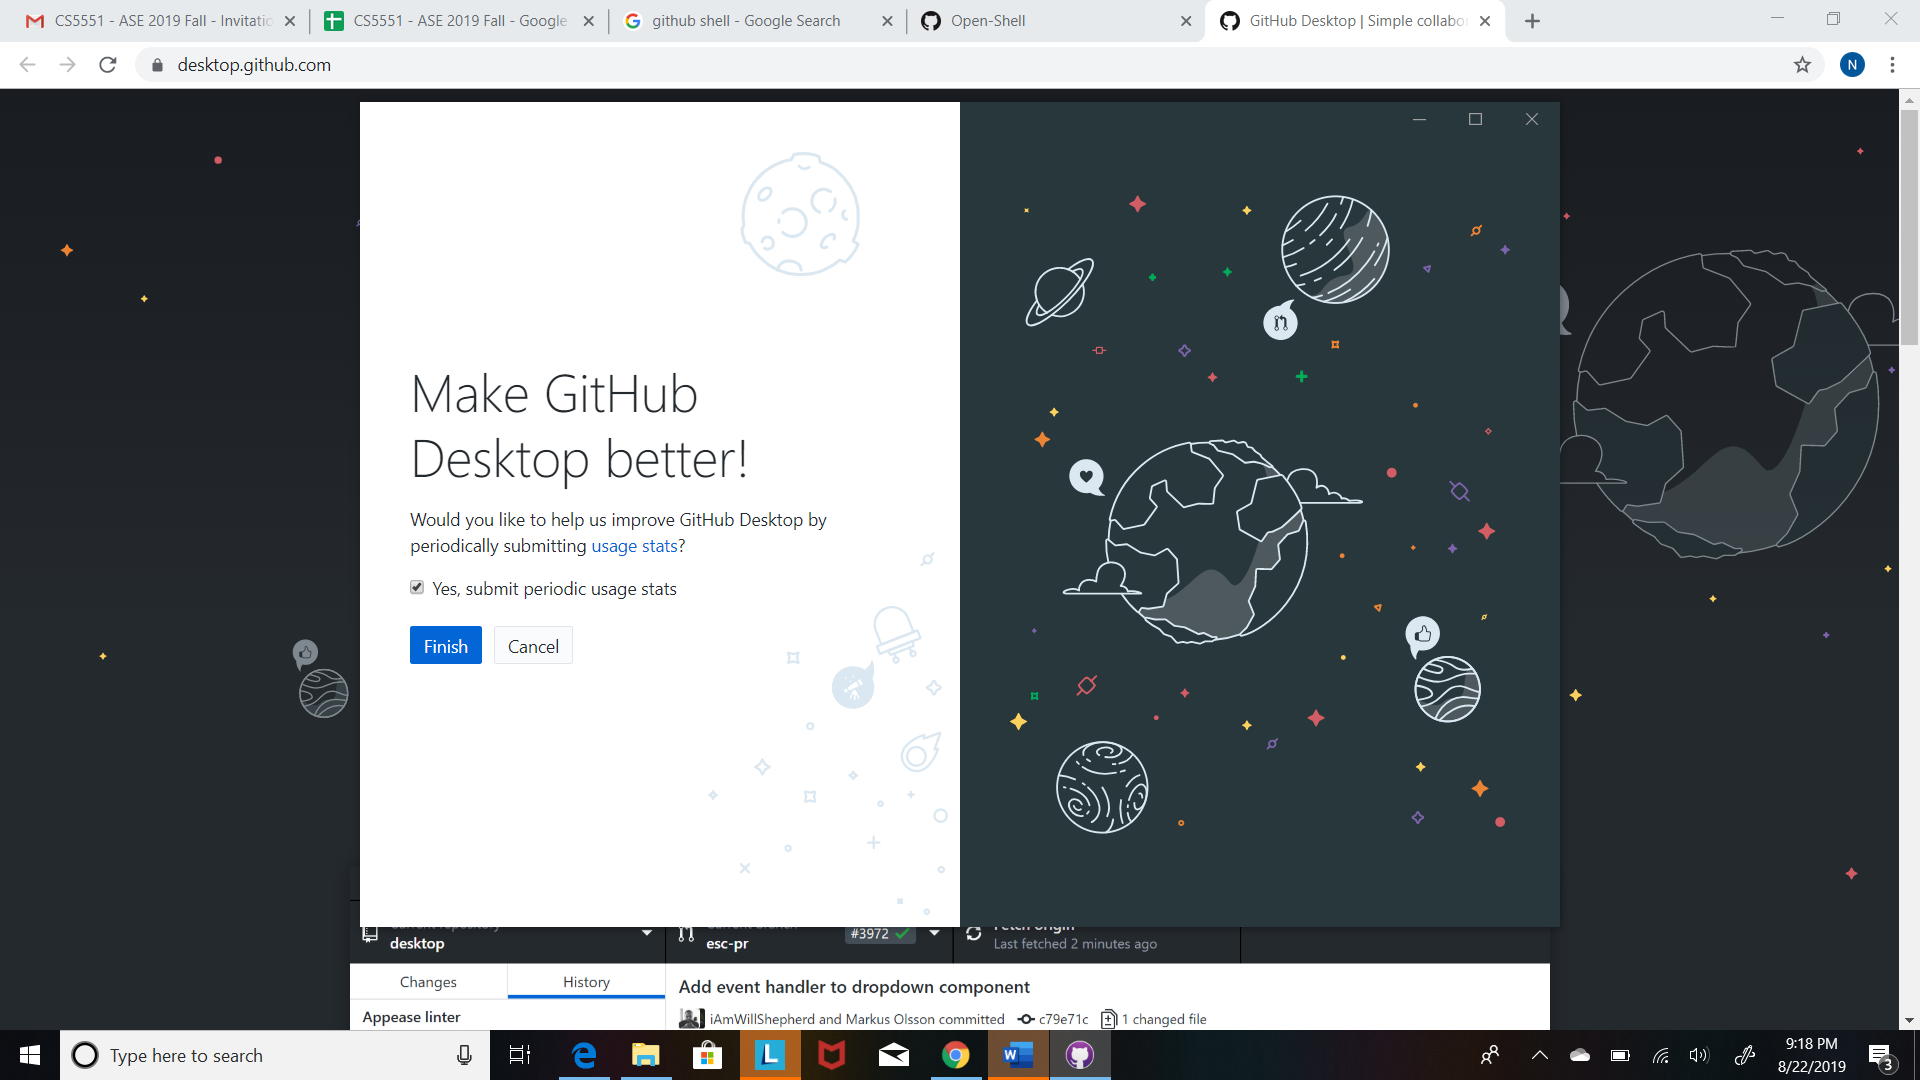 CS5551 - ASE 2019 Fall - Invitatio
CS5551 - ASE 2019 Fall - Google
github shell - Google Search
Open-Shell
GitHub Desktop | Simple collabor
desktop.github.com
N
Make GitHub
Desktop better!
Would you like to help us improve GitHub Desktop by
periodically submitting usage stats?
Yes, submit periodic usage stats
Finish
Cancel
desktop
esc-pr
#3972
Fetch origin
Last fetched 2 minutes ago
Changes
History
Appease linter
Add event handler to dropdown component
iAmWillShepherd and Markus Olsson committed
c79e71c
1 changed file
Type here to search
9:18 PM
8/22/2019
3